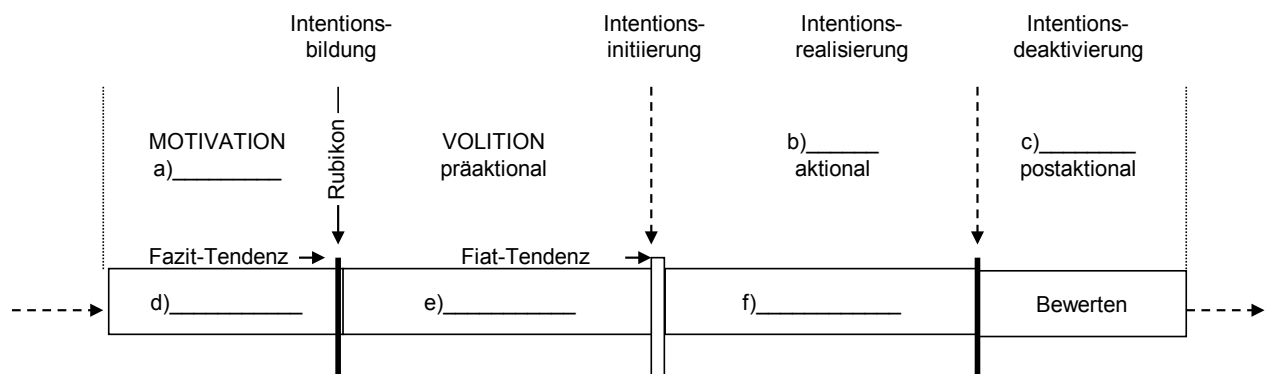 Intentions-
bildung
Intentions-
initiierung
Intentions-
realisierung
Intentions-
deaktivierung
MOTIVATION
a)_________
Rubikon
VOLITION
präaktional
b)______
aktional
c)________
postaktional
Fazit-Tendenz
Fiat-Tendenz
d)___________
e)___________
f)____________
Bewerten